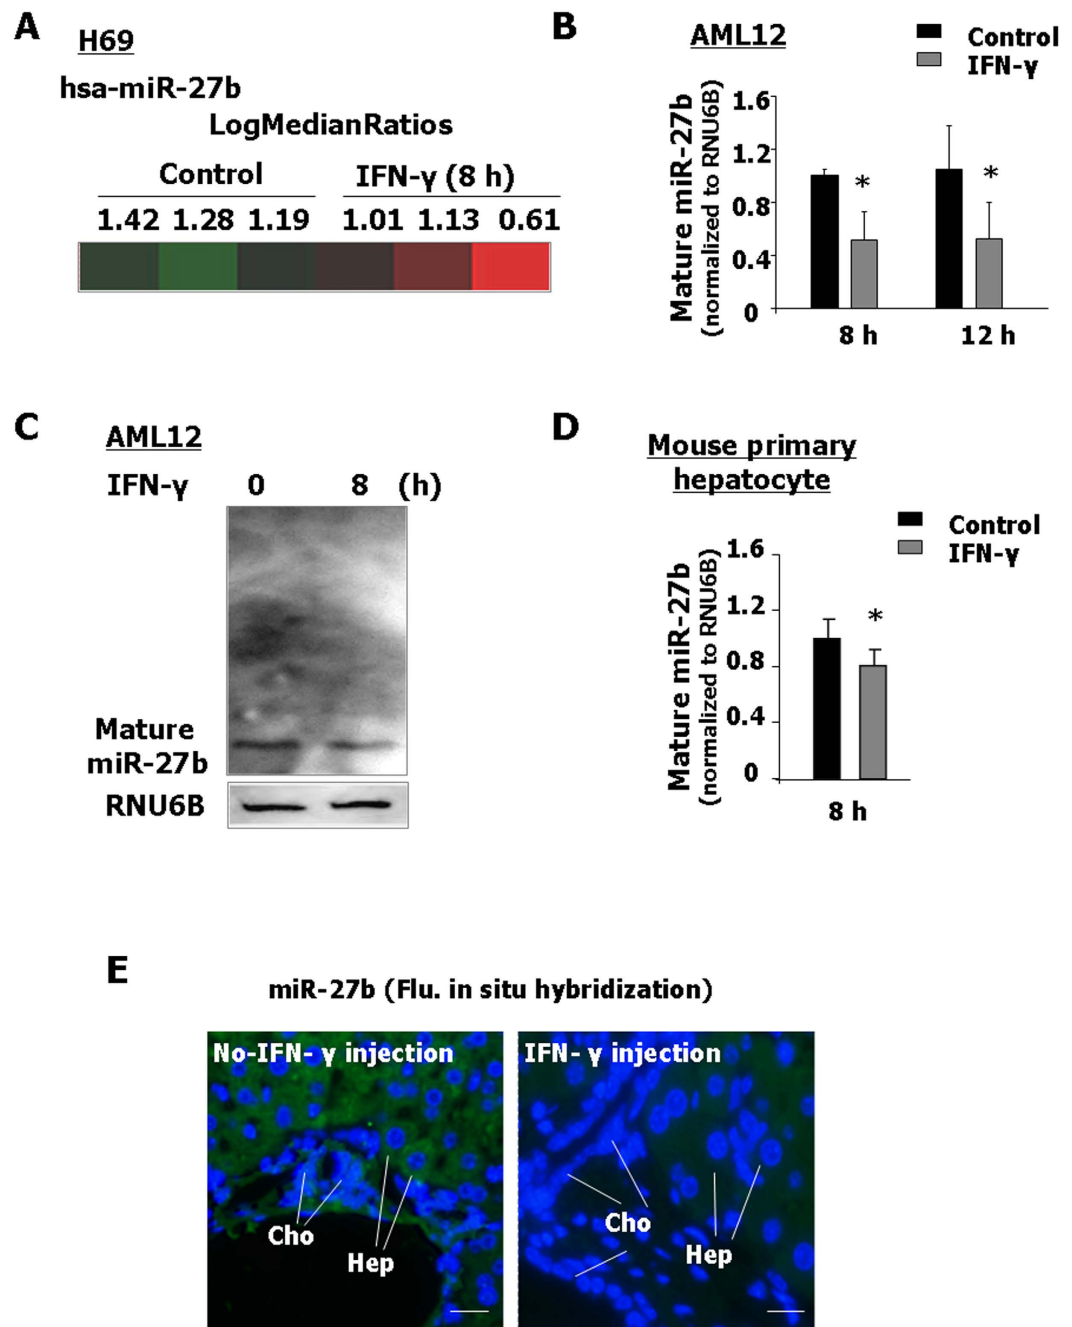 A
H69
hsa-miR-27b
LogMedianRatios
Control IFN-γ (8 h)
1.42 1.28 1.19 1.01 1.13 0.61
B
AML12
Control
IFN-γ
Mature miR-27b
(normalized to RNU6B)
1.6
1.2
0.8
0.4
0
*
*
8 h 12 h
C
AML12
IFN-γ 0 8 (h)
Mature
miR-27b
RNU6B
D
Mouse primary
hepatocyte
Control
IFN-γ
Mature miR-27b
(normalized to RNU6B)
1.6
1.2
0.8
0.4
0
*
8 h
E
miR-27b (Flu. in situ hybridization)
No-IFN- γ injection
Cho
Hep
IFN- γ injection
Cho
Hep